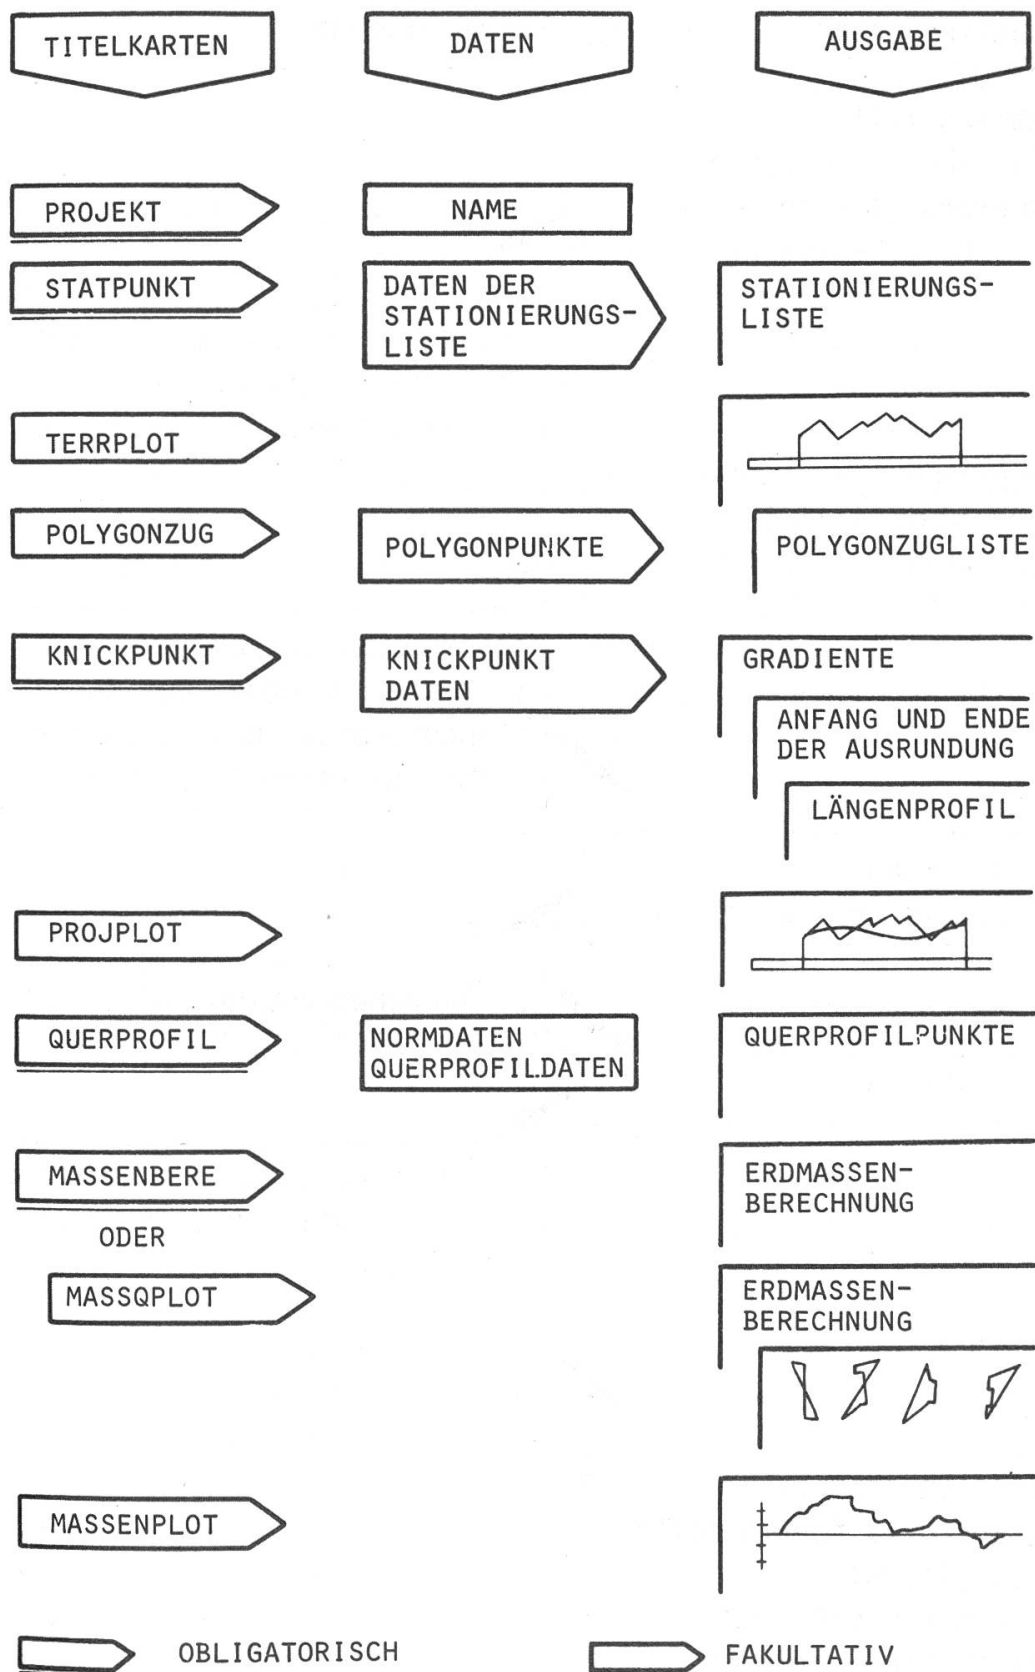 TITELKARTEN
DATEN
AUSGABE
PROJEKT
NAME
STATPUNKT
DATEN DER
STATIONIERUNGS-
LISTE
STATIONIERUNGS-
LISTE
TERRPLOT
POLYGONZUG
POLYGONPUNKTE
POLYGONZUGLISTE
KNICKPUNKT
KNICKPUNKT
DATEN
GRADIENTE
ANFANG UND ENDE
DER AUSRUNDUNG
LÄNGENPROFIL
PROJPLOT
QUERPROFIL
NORMDATEN
QUERPROFILDATEN
QUERPROFILPUNKTE
MASSENBERE
ERDMASSEN-
BERECHNUNG
ODER
MASSQPLOT
ERDMASSEN-
BERECHNUNG
MASSENPLOT
OBLIGATORISCH
FAKULTATIV